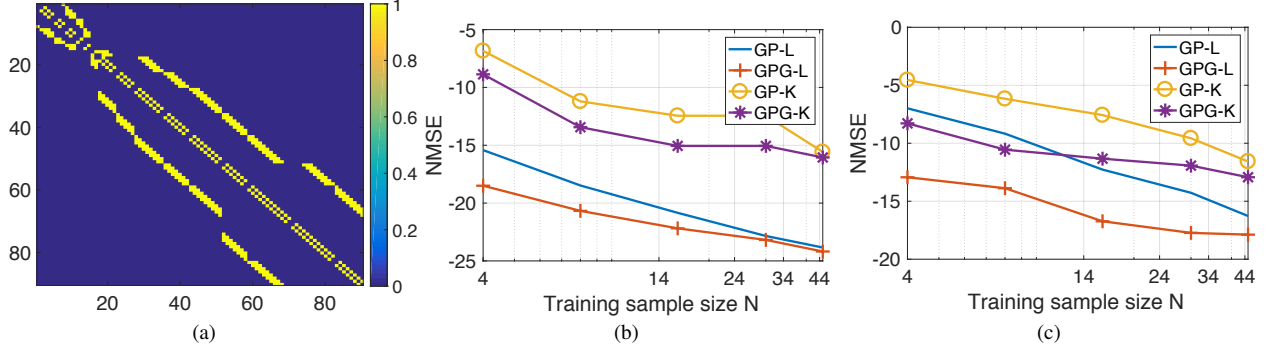 20
40
60
80
20
40
60
80
1
0.8
0.6
0.4
0.2
0
(a)
-5
-10
-15
-20
-25
NMSE
4
14
24
34
44
Training sample size N
GP-L
GPG-L
GP-K
GPG-K
(b)
0
-5
-10
-15
-20
NMSE
4
14
24
34
44
Training sample size N
GP-L
GPG-L
GP-K
GPG-K
(c)